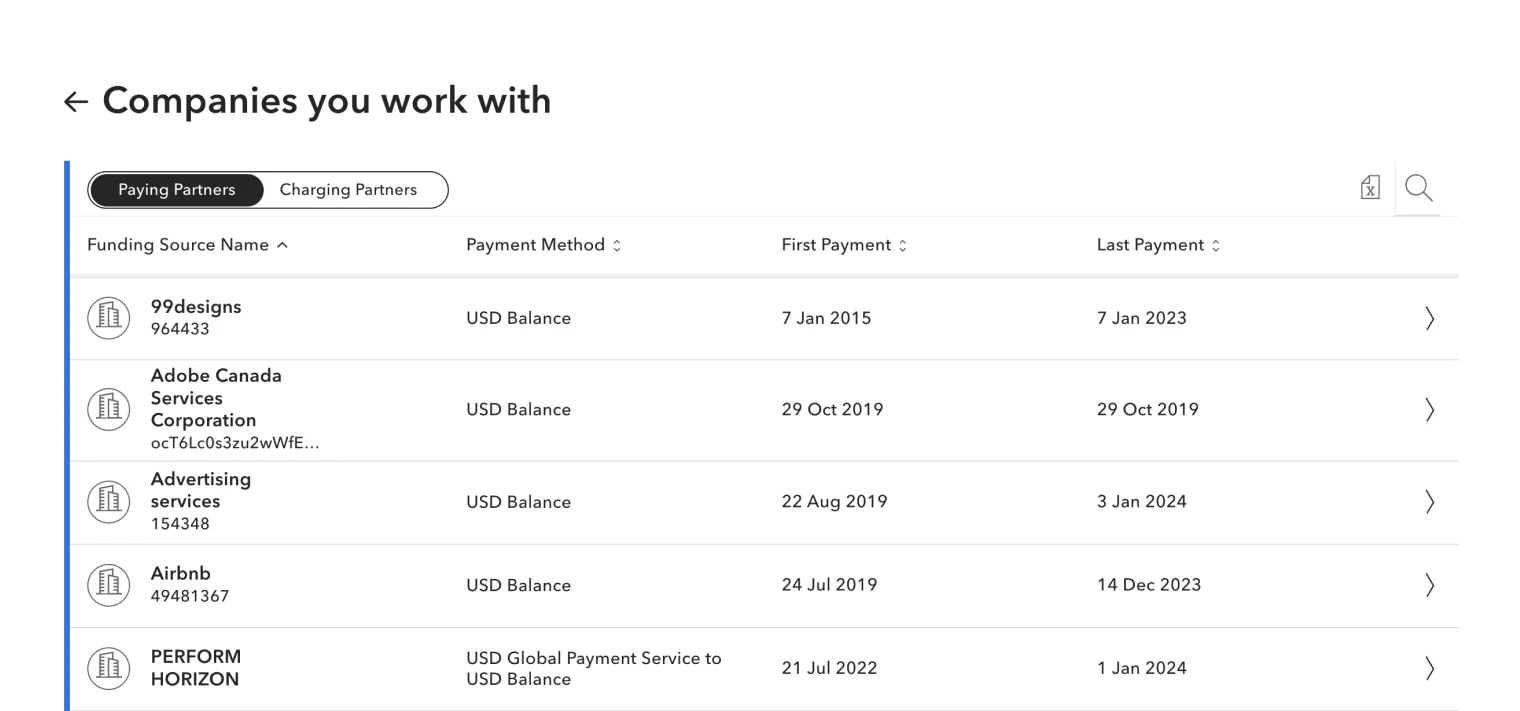 Companies you work with
Paying Partners
Charging Partners
Funding Source Name
Payment Method
First Payment
Last Payment
99designs
964433
USD Balance
7 Jan 2015
7 Jan 2023
Adobe Canada
Services
Corporation
ocT6Lc0s3zu2wWfE...
USD Balance
29 Oct 2019
29 Oct 2019
Advertising
services
154348
USD Balance
22 Aug 2019
3 Jan 2024
Airbnb
49481367
USD Balance
24 Jul 2019
14 Dec 2023
PERFORM
HORIZON
USD Global Payment Service to
USD Balance
21 Jul 2022
1 Jan 2024